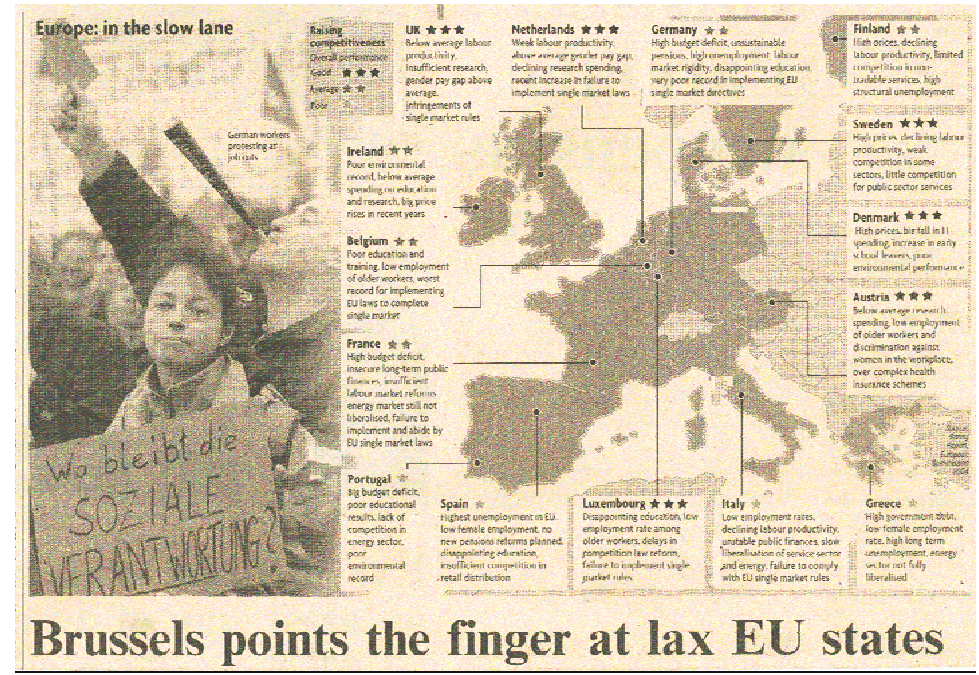 Europe: in the slow lane
Raising
competitiveness
Overall performance
Good ★★★
Average ★★
Poor ★
German workers
protesting at
job cuts
UK ★★★
Below average labour
productivity,
insufficient research,
gender pay gap above
average,
infringements of
single market rules
Netherlands ★★★
Weak labour productivity,
above average gender pay gap,
declining research spending,
recent increase in failure to
implement single market laws
Germany ★★
High budget deficit, unsustainable
pensions, high unemployment, labour
market rigidity, disappointing education,
very poor record in implementing EU
single market directives
Finland ★★
High prices, declining
labour productivity, limited
competition in non-
tradable services, high
structural unemployment
Ireland ★★
Poor environmental
record, below average
spending on education
and research, big price
rises in recent years
Sweden ★★★
High prices, declining labour
productivity, weak
competition in some
sectors, little competition
for public sector services
Belgium ★★
Poor education and
training, low employment
of older workers, worst
record for implementing
EU laws to complete
single market
Denmark ★★★
High prices, big fall in IT
spending, increase in early
school leavers, poor
environmental performance
Austria ★★★
Below average research
spending, low employment
of older workers and
discrimination against
women in the workplace,
over complex health
insurance schemes
France ★★
High budget deficit,
insecure long-term public
finances, insufficient
labour market reforms
energy market still not
liberalised, failure to
implement and abide by
EU single market laws
Wo bleibt die
SOZIALE
VERANTWORTUNG?
Portugal ★
Big budget deficit,
poor educational
results, lack of
competition in
energy sector,
poor
environmental
record
Spain ★
Highest unemployment in EU,
low female employment, no
new pensions reforms planned,
disappointing education,
insufficient competition in
retail distribution
Luxembourg ★★★
Disappointing education, low
employment rate among
older workers, delays in
competition law reform,
failure to implement single
market rules
Italy ★
Low employment rates,
declining labour productivity,
unstable public finances, slow
liberalisation of service sector
and energy, failure to comply
with EU single market rules
Greece ★
High government debt,
low female employment
rate, high long term
unemployment, energy
sector not fully
liberalised
Brussels points the finger at lax EU states